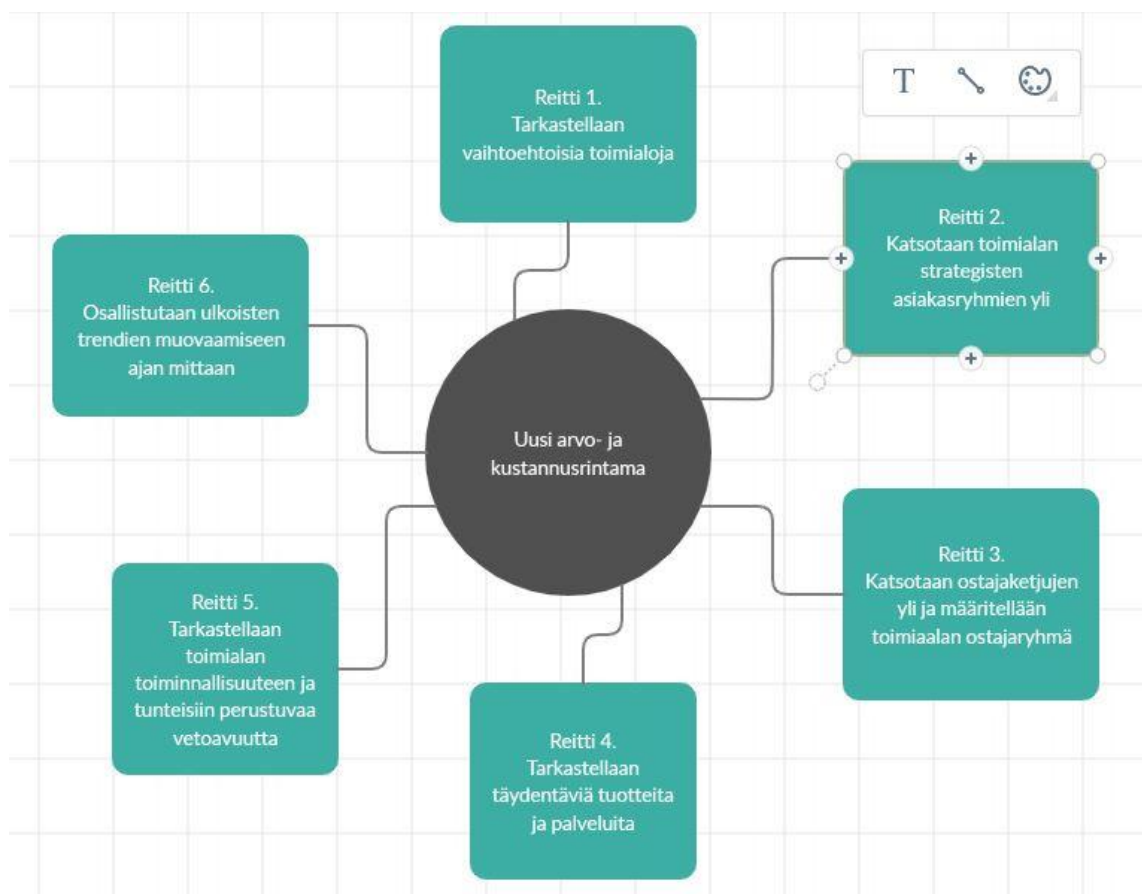 Reitti 1.
Tarkastellaan
vaihtoehtoisia toimialoja
T
Reitti 2.
Katsotaan toimialan
strategisten
asiakasryhmien yli
Reitti 6.
Osallistutaan ulkoisten
trendien muovaamiseen
ajan mittaan
Uusi arvo- ja
kustannusrintama
Reitti 3.
Katsotaan ostajaketjujen
yli ja määritellään
toimiaalan ostajaryhmä
Reitti 5.
Tarkastellaan
toimialan
toiminnallisuuteen ja
tunteisiin perustuvaa
vetoavuutta
Reitti 4.
Tarkastellaan
täydentäviä tuotteita
ja palveluita